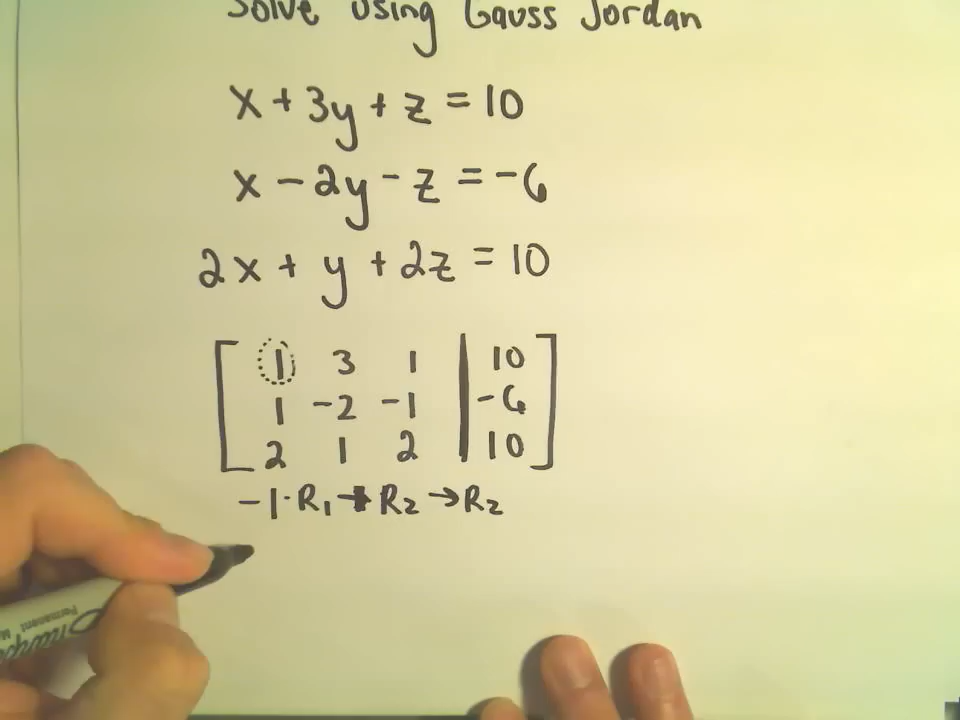 Solve using Gauss Jordan
x + 3y + z = 10
x - 2y - z = -6
2x + y + 2z = 10
1 3 1 | 10
1 -2 -1 | -6
2 1 2 | 10
-1·R₁ + R₂ → R₂
Permanent